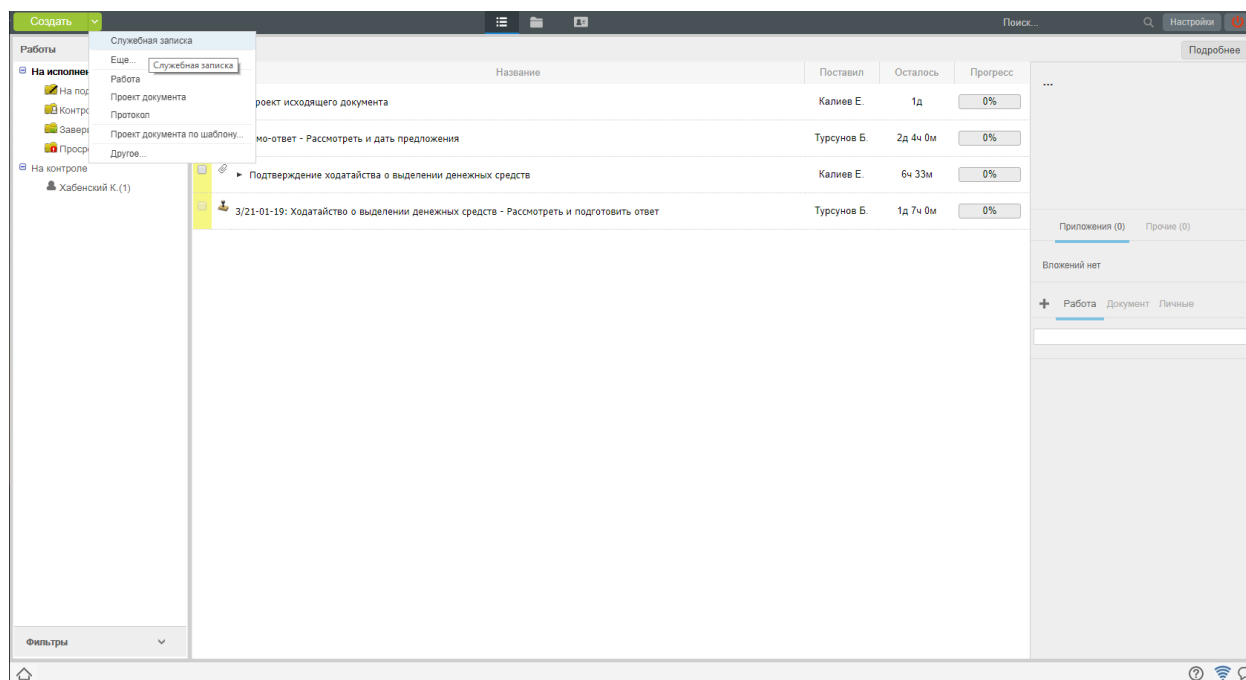 Создать
Поиск...
Настройки
Работы
Подробнее
Служебная записка
Еще...
Служебная записка
Работа
Проект документа
Протокол
Проект документа по шаблону...
Другое...
На исполнен
На под
Контро
Завер
Проср
На контроле
Хабенский К.(1)
Название
Поставил
Осталось
Прогресс
роект исходящего документа
Калиев Е.
1д
0%
мо-ответ - Рассмотреть и дать предложения
Турсунов Б.
2д 4ч 0м
0%
Подтверждение ходатайства о выделении денежных средств
Калиев Е.
6ч 33м
0%
3/21-01-19: Ходатайство о выделении денежных средств - Рассмотреть и подготовить ответ
Турсунов Б.
1д 7ч 0м
0%
...
Приложения (0)
Прочие (0)
Вложений нет
Работа
Документ
Личные
Фильтры